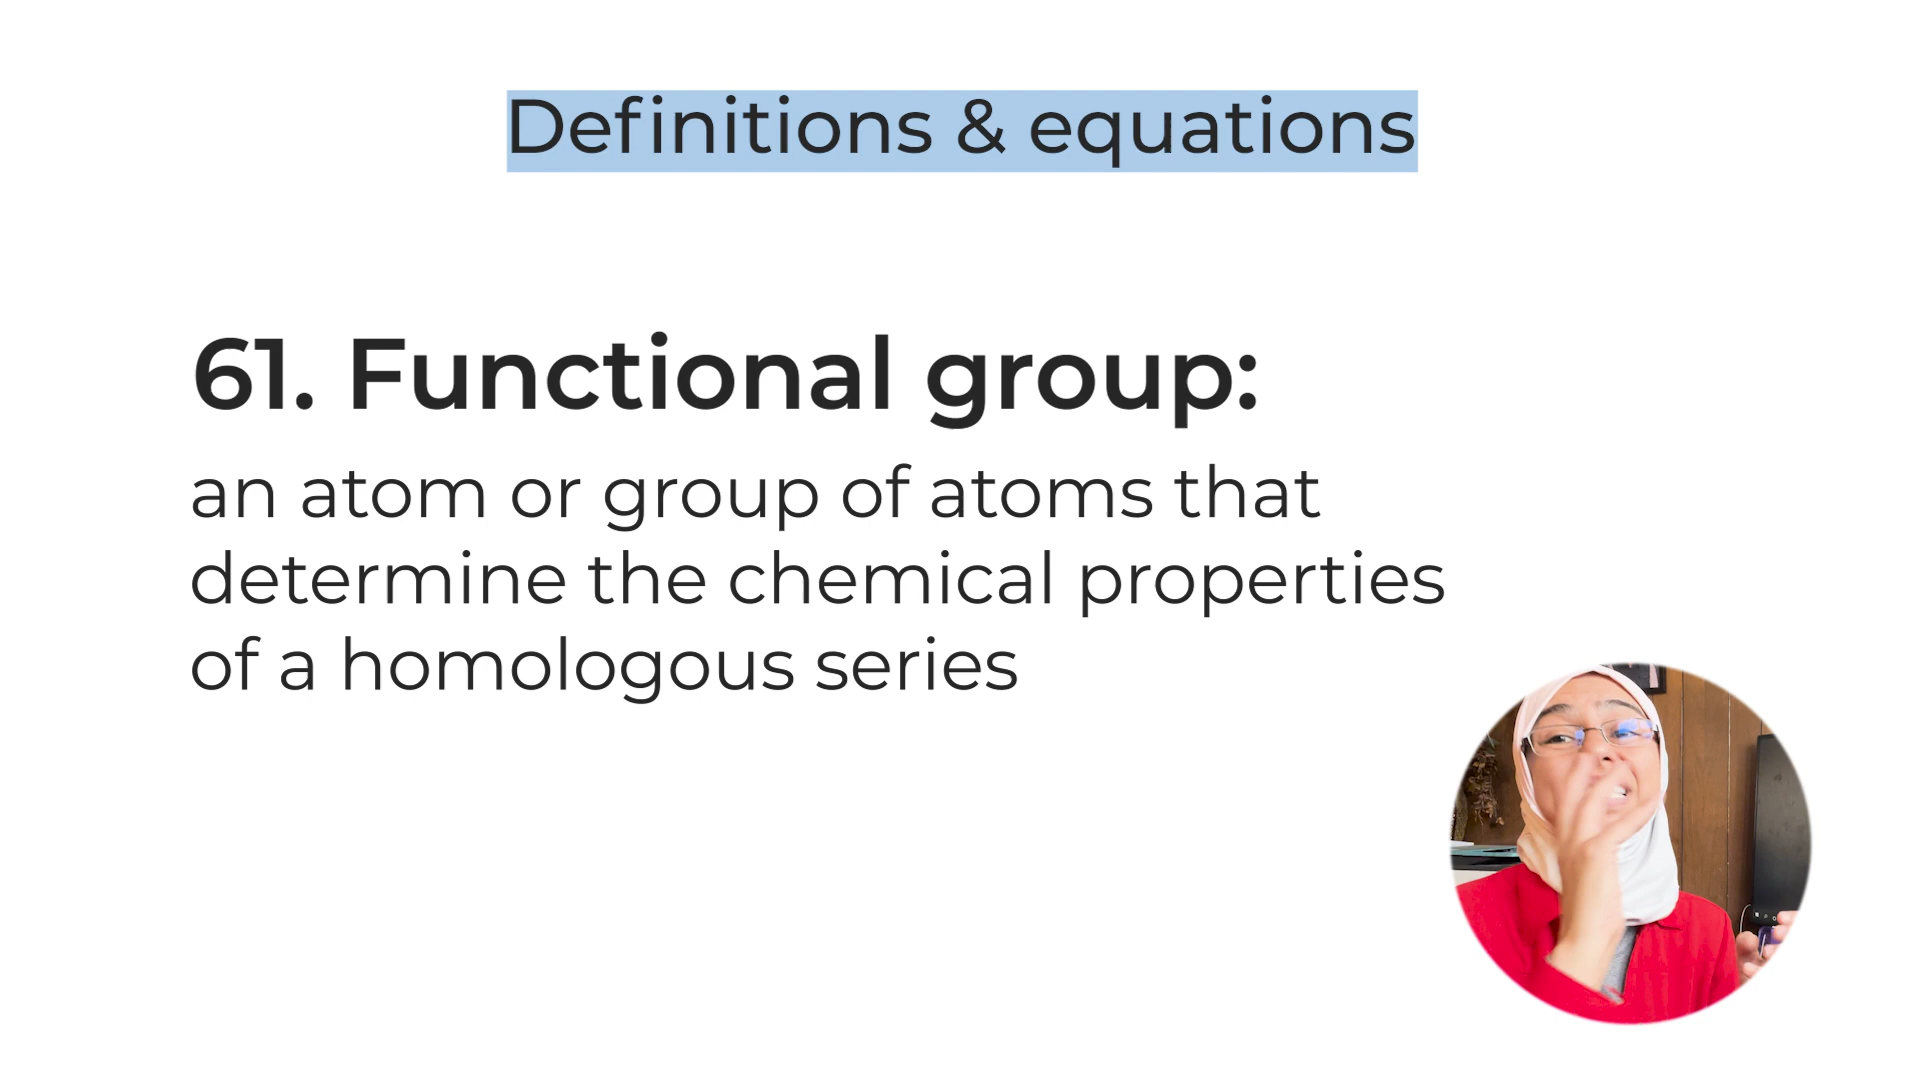 Definitions & equations
61. Functional group:
an atom or group of atoms that
determine the chemical properties
of a homologous series